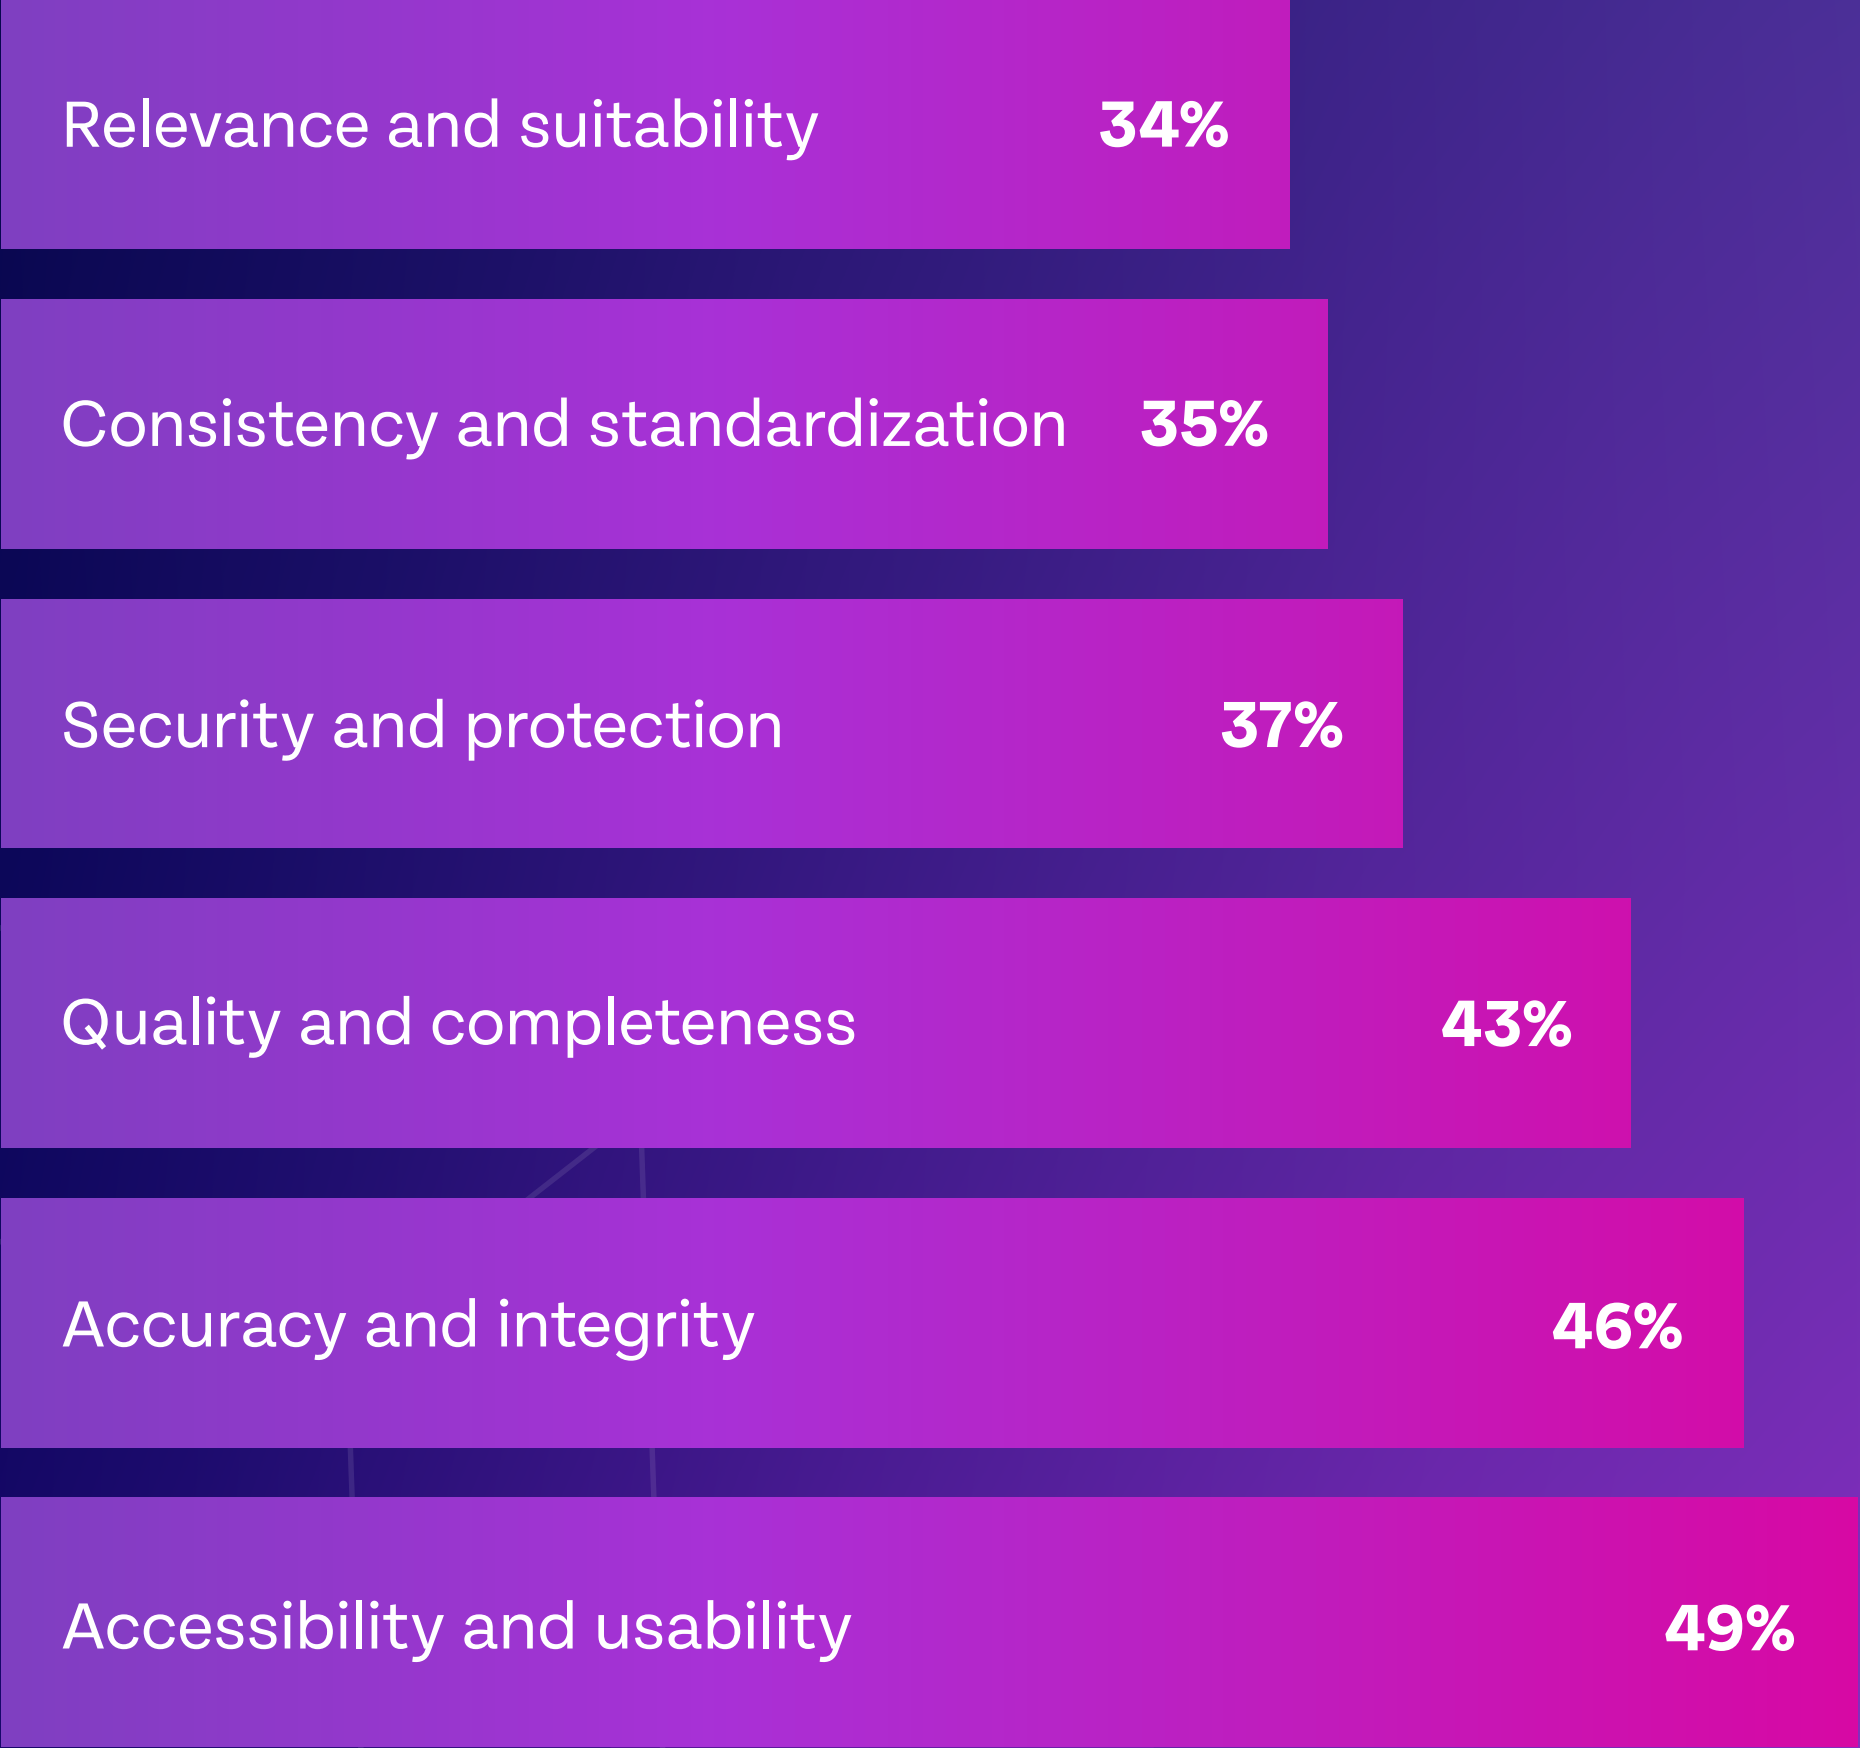 Relevance and suitability 34%
Consistency and standardization 35%
Security and protection 37%
Quality and completeness 43%
Accuracy and integrity 46%
Accessibility and usability 49%